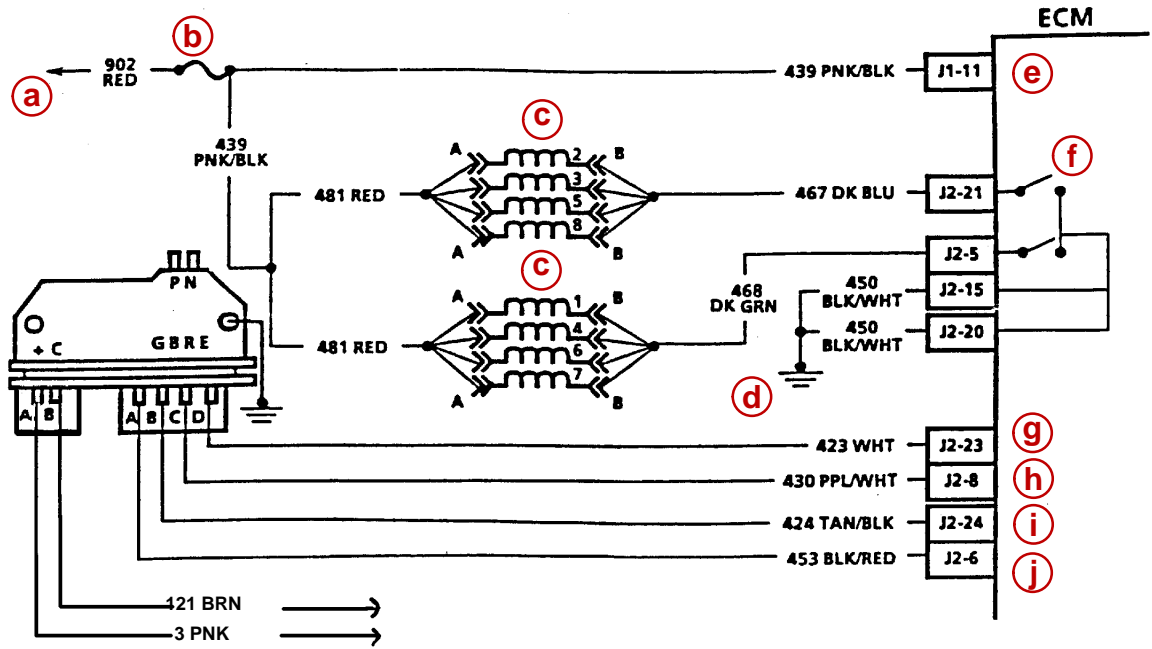 ECM
b
902
RED
439 PNK/BLK
J1-11
e
a
c
439
PNK/BLK
A
2
B
3
5
8
A
B
481 RED
467 DK BLU
J2-21
f
c
J2-5
468
DK GRN
450
BLK/WHT
J2-15
450
BLK/WHT
J2-20
P N
+ C
G B R E
A
1
B
4
6
7
A
B
481 RED
d
A B
A B C D
423 WHT
J2-23
g
430 PPL/WHT
J2-8
h
424 TAN/BLK
J2-24
i
453 BLK/RED
J2-6
j
121 BRN
3 PNK